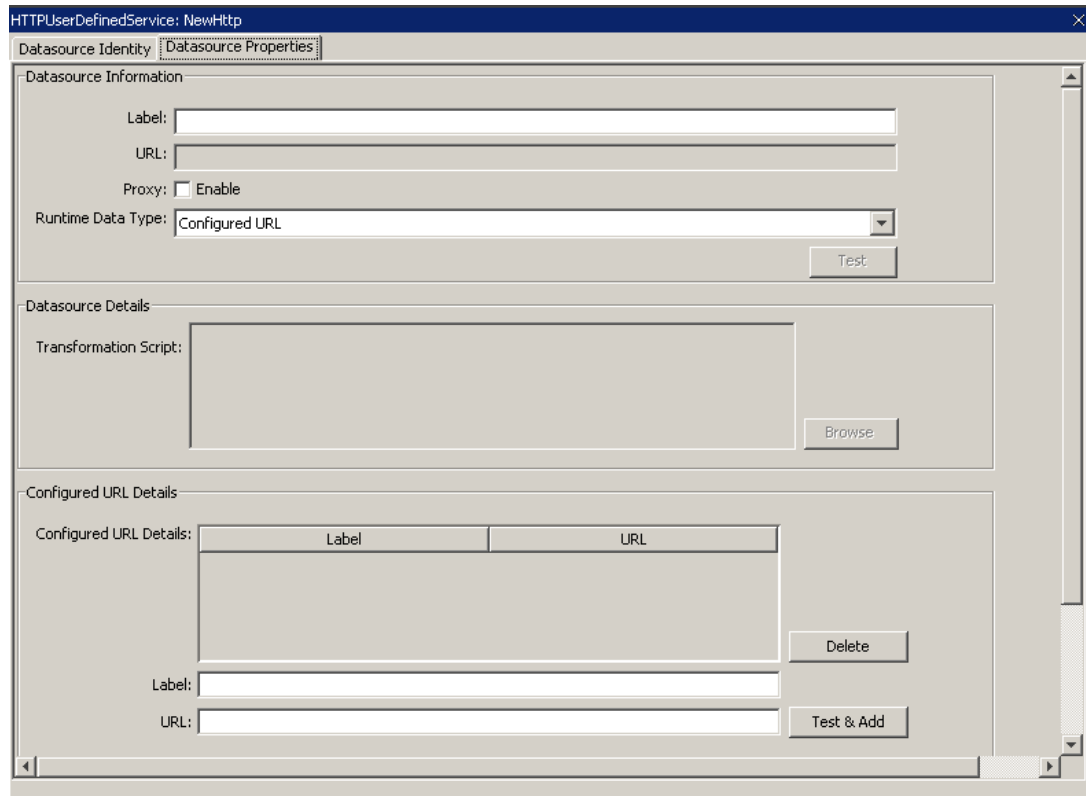 HTTPUserDefinedService: NewHttp
Datasource Identity Datasource Properties
Datasource Information
Label:
URL:
Proxy: Enable
Runtime Data Type: Configured URL
Test
Datasource Details
Transformation Script:
Browse
Configured URL Details
Configured URL Details: Label URL
Delete
Label:
URL: Test & Add